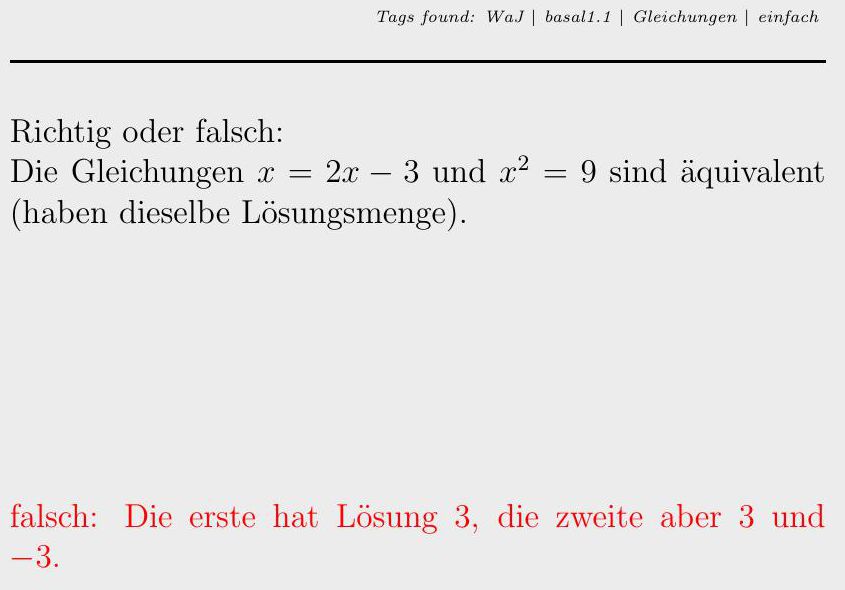 Tags found: WaJ | basal1.1 | Gleichungen | einfach
Richtig oder falsch:
Die Gleichungen x = 2x − 3 und x² = 9 sind äquivalent
(haben dieselbe Lösungsmenge).
falsch: Die erste hat Lösung 3, die zweite aber 3 und
−3.